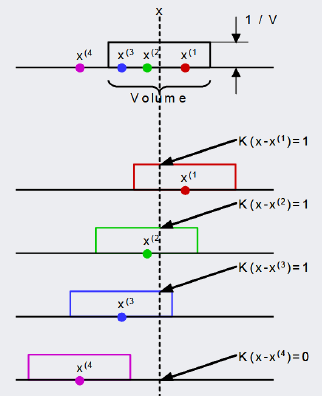 x
1 / V
x(4 x(3 x(2 x(1
Volume
K(x-x(1))=1
x(1
K(x-x(2))=1
x(2
K(x-x(3))=1
x(3
K(x-x(4))=0
x(4